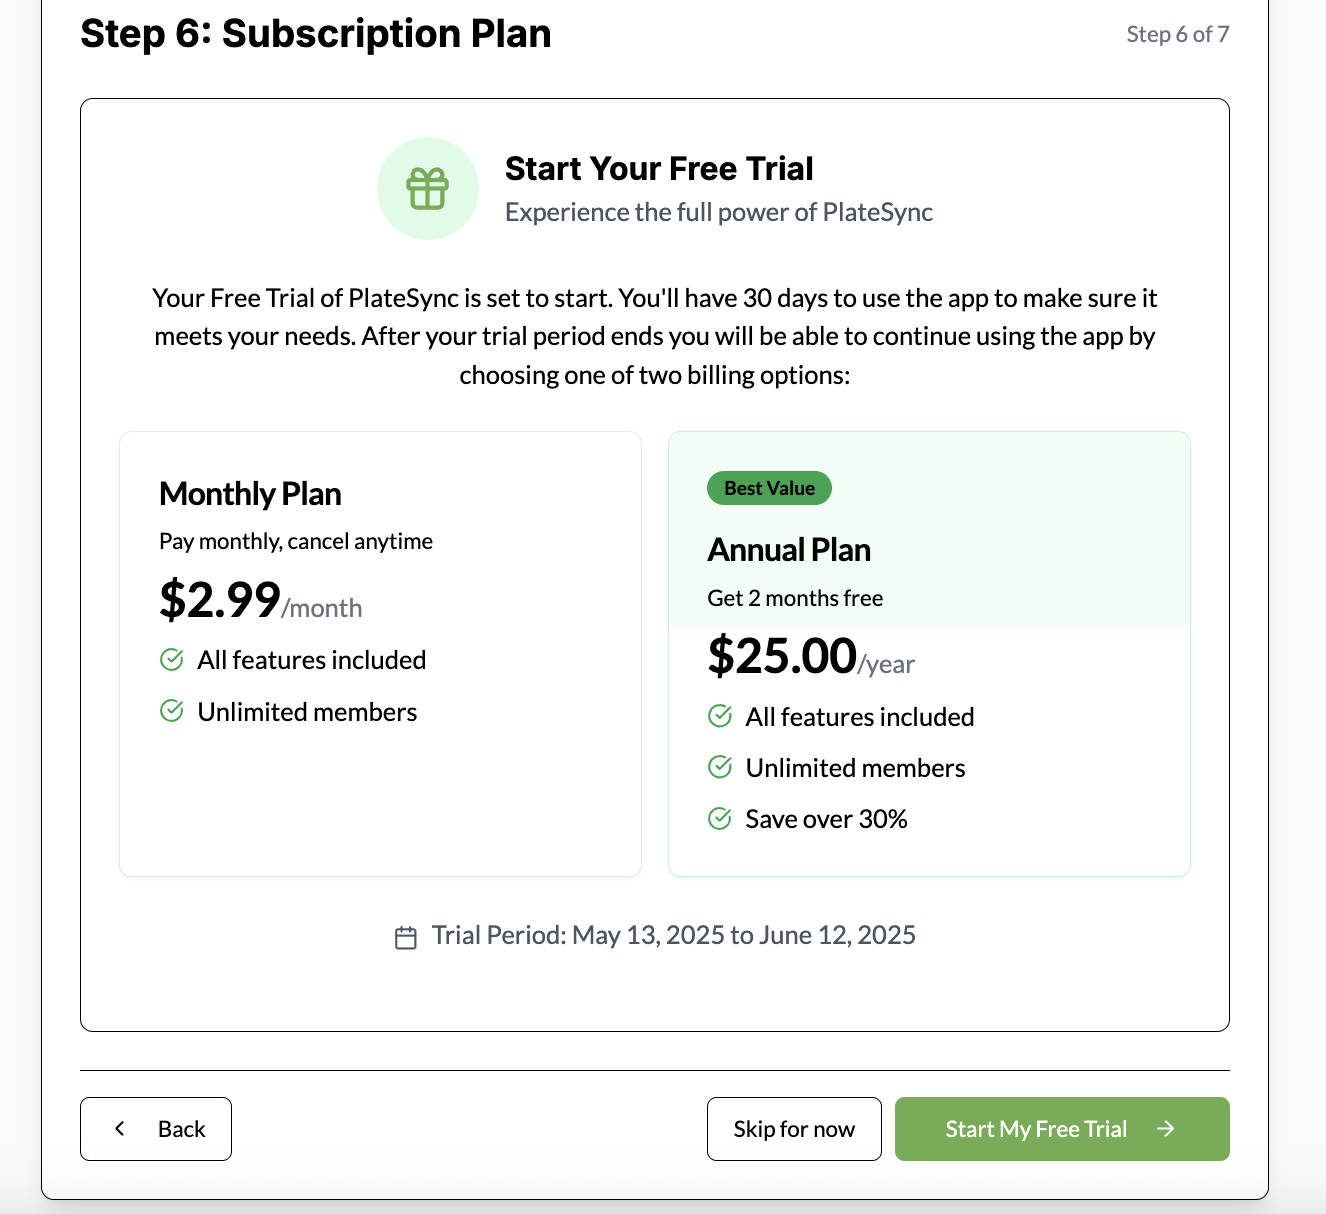 Step 6: Subscription Plan
Step 6 of 7
Start Your Free Trial
Experience the full power of PlateSync
Your Free Trial of PlateSync is set to start. You'll have 30 days to use the app to make sure it
meets your needs. After your trial period ends you will be able to continue using the app by
choosing one of two billing options:
Monthly Plan
Pay monthly, cancel anytime
$2.99/month
All features included
Unlimited members
Best Value
Annual Plan
Get 2 months free
$25.00/year
All features included
Unlimited members
Save over 30%
Trial Period: May 13, 2025 to June 12, 2025
Back
Skip for now
Start My Free Trial